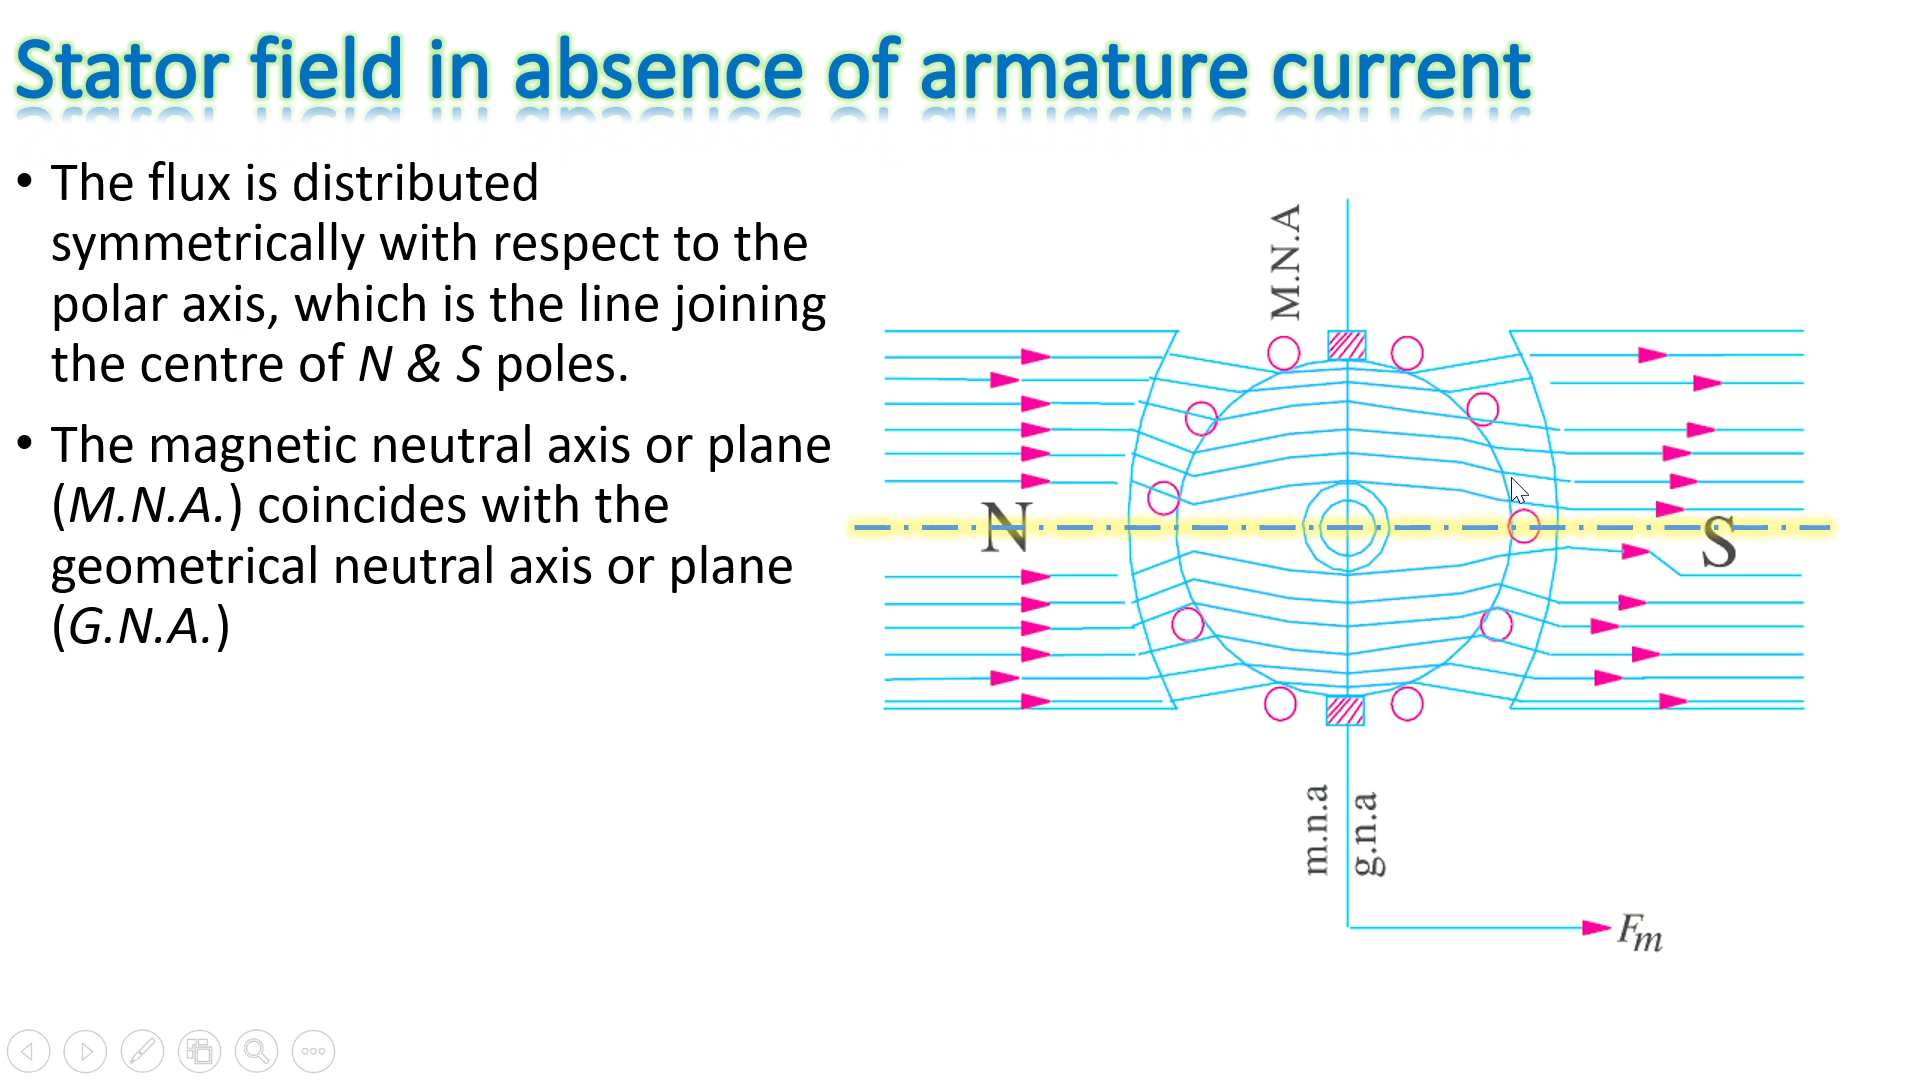 Stator field in absence of armature current
• The flux is distributed
symmetrically with respect to the
polar axis, which is the line joining
the centre of N & S poles.
• The magnetic neutral axis or plane
(M.N.A.) coincides with the
geometrical neutral axis or plane
(G.N.A.)
M.N.A
N
S
m.n.a
g.n.a
Fm